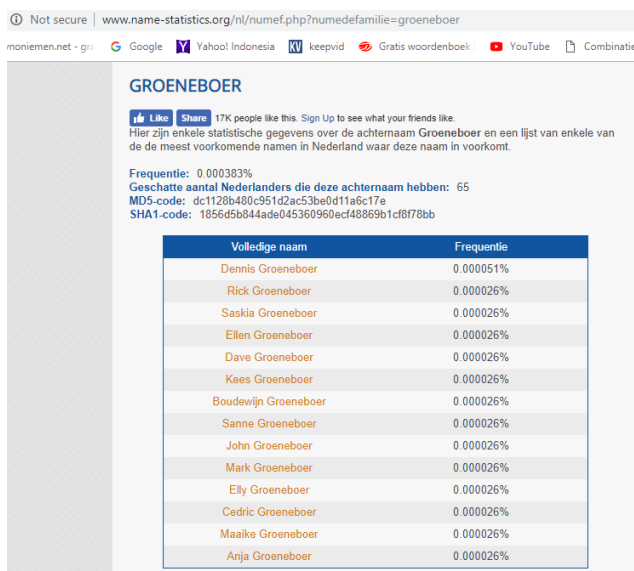 Not secure | www.name-statistics.org/nl/numef.php?numedefamilie=groeneboer
Google Yahoo! Indonesia keepvid Gratis woordenboek YouTube Combinatie
GROENEBOER
Like Share 17K people like this. Sign Up to see what your friends like.
Hier zijn enkele statistische gegevens over de achternaam Groeneboer en een lijst van enkele van
de de meest voorkomende namen in Nederland waar deze naam in voorkomt.
Frequentie: 0.000383%
Geschatte aantal Nederlanders die deze achternaam hebben: 65
MD5-code: dc1128b480c951d2ac53be0d11a6c17e
SHA1-code: 1856d5b844ade045360960ecf48869b1cf8f78bb
Volledige naam Frequentie
Dennis Groeneboer 0.000051%
Rick Groeneboer 0.000026%
Saskia Groeneboer 0.000026%
Ellen Groeneboer 0.000026%
Dave Groeneboer 0.000026%
Kees Groeneboer 0.000026%
Boudewijn Groeneboer 0.000026%
Sanne Groeneboer 0.000026%
John Groeneboer 0.000026%
Mark Groeneboer 0.000026%
Elly Groeneboer 0.000026%
Cedric Groeneboer 0.000026%
Maaike Groeneboer 0.000026%
Anja Groeneboer 0.000026%